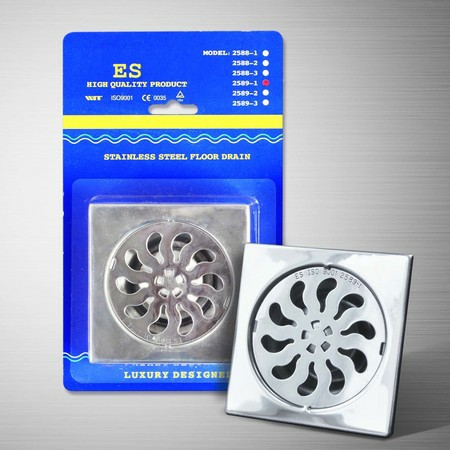 ES
HIGH QUALITY PRODUCT
ISO9001 CE 0035
MODEL: 2588-1
2588-2
2588-3
2589-1
2589-2
2589-3
STAINLESS STEEL FLOOR DRAIN
LUXURY DESIGNED
ES ISO 9001 2589-1